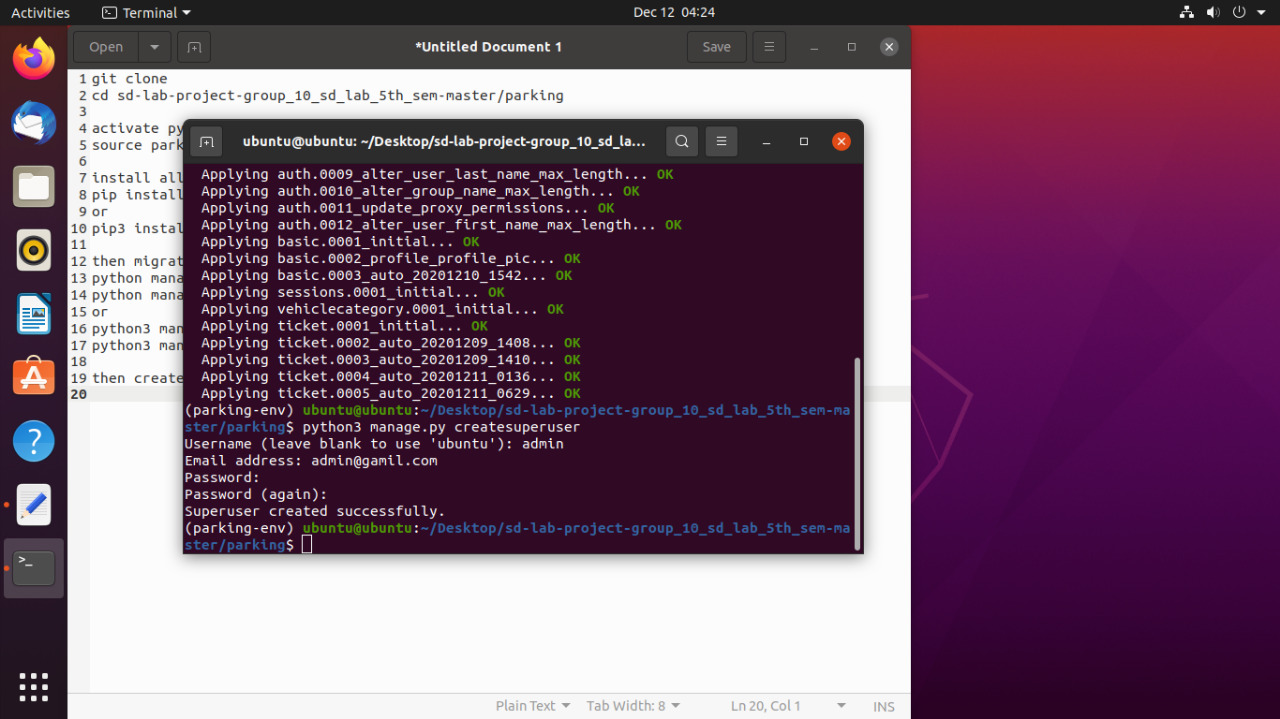 Activities
Terminal
Dec 12 04:24
Open
*Untitled Document 1
Save
1 git clone
2 cd sd-lab-project-group_10_sd_lab_5th_sem-master/parking
3
4 activate py
5 source park
6
7 install all
8 pip install
9 or
10 pip3 instal
11
12 then migrat
13 python mana
14 python mana
15 or
16 python3 man
17 python3 man
18
19 then create
20
ubuntu@ubuntu: ~/Desktop/sd-lab-project-group_10_sd_la...
Applying auth.0009_alter_user_last_name_max_length... OK
Applying auth.0010_alter_group_name_max_length... OK
Applying auth.0011_update_proxy_permissions... OK
Applying auth.0012_alter_user_first_name_max_length... OK
Applying basic.0001_initial... OK
Applying basic.0002_profile_profile_pic... OK
Applying basic.0003_auto_20201210_1542... OK
Applying sessions.0001_initial... OK
Applying vehiclecategory.0001_initial... OK
Applying ticket.0001_initial... OK
Applying ticket.0002_auto_20201209_1408... OK
Applying ticket.0003_auto_20201209_1410... OK
Applying ticket.0004_auto_20201211_0136... OK
Applying ticket.0005_auto_20201211_0629... OK
(parking-env) ubuntu@ubuntu:~/Desktop/sd-lab-project-group_10_sd_lab_5th_sem-ma
ster/parking$ python3 manage.py createsuperuser
Username (leave blank to use 'ubuntu'): admin
Email address: admin@gamil.com
Password:
Password (again):
Superuser created successfully.
(parking-env) ubuntu@ubuntu:~/Desktop/sd-lab-project-group_10_sd_lab_5th_sem-ma
ster/parking$
Plain Text
Tab Width: 8
Ln 20, Col 1
INS